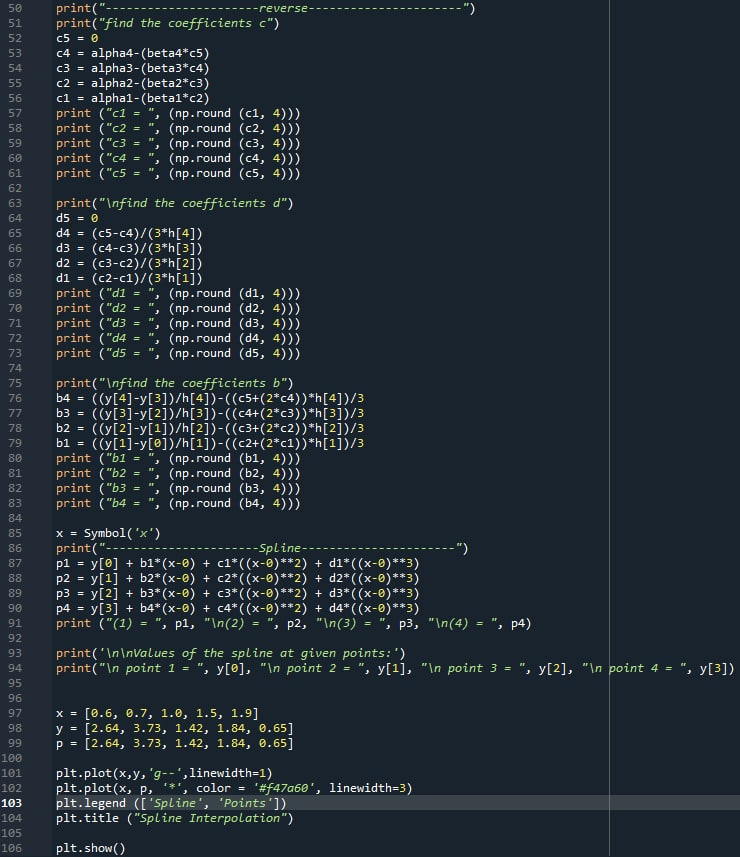 50 print("-----------------------reverse-----------------------")
51 print("find the coefficients c")
52 c5 = 0
53 c4 = alpha4-(beta4*c5)
54 c3 = alpha3-(beta3*c4)
55 c2 = alpha2-(beta2*c3)
56 c1 = alpha1-(beta1*c2)
57 print ("c1 = ", (np.round (c1, 4)))
58 print ("c2 = ", (np.round (c2, 4)))
59 print ("c3 = ", (np.round (c3, 4)))
60 print ("c4 = ", (np.round (c4, 4)))
61 print ("c5 = ", (np.round (c5, 4)))
62
63 print("\nfind the coefficients d")
64 d5 = 0
65 d4 = (c5-c4)/(3*h[4])
66 d3 = (c4-c3)/(3*h[3])
67 d2 = (c3-c2)/(3*h[2])
68 d1 = (c2-c1)/(3*h[1])
69 print ("d1 = ", (np.round (d1, 4)))
70 print ("d2 = ", (np.round (d2, 4)))
71 print ("d3 = ", (np.round (d3, 4)))
72 print ("d4 = ", (np.round (d4, 4)))
73 print ("d5 = ", (np.round (d5, 4)))
74
75 print("\nfind the coefficients b")
76 b4 = ((y[4]-y[3])/h[4])-((c5+(2*c4))*h[4])/3
77 b3 = ((y[3]-y[2])/h[3])-((c4+(2*c3))*h[3])/3
78 b2 = ((y[2]-y[1])/h[2])-((c3+(2*c2))*h[2])/3
79 b1 = ((y[1]-y[0])/h[1])-((c2+(2*c1))*h[1])/3
80 print ("b1 = ", (np.round (b1, 4)))
81 print ("b2 = ", (np.round (b2, 4)))
82 print ("b3 = ", (np.round (b3, 4)))
83 print ("b4 = ", (np.round (b4, 4)))
84
85 x = Symbol('x')
86 print("-----------------------Spline-----------------------")
87 p1 = y[0] + b1*(x-0) + c1*((x-0)**2) + d1*((x-0)**3)
88 p2 = y[1] + b2*(x-0) + c2*((x-0)**2) + d2*((x-0)**3)
89 p3 = y[2] + b3*(x-0) + c3*((x-0)**2) + d3*((x-0)**3)
90 p4 = y[3] + b4*(x-0) + c4*((x-0)**2) + d4*((x-0)**3)
91 print ("(1) = ", p1, "\n(2) = ", p2, "\n(3) = ", p3, "\n(4) = ", p4)
92
93 print('\n\nValues of the spline at given points:')
94 print("\n point 1 = ", y[0], "\n point 2 = ", y[1], "\n point 3 = ", y[2], "\n point 4 = ", y[3])
95
96
97 x = [0.6, 0.7, 1.0, 1.5, 1.9]
98 y = [2.64, 3.73, 1.42, 1.84, 0.65]
99 p = [2.64, 3.73, 1.42, 1.84, 0.65]
100
101 plt.plot(x,y,'g--',linewidth=1)
102 plt.plot(x, p, '*', color = '#f47a60', linewidth=3)
103 plt.legend (['Spline', 'Points'])
104 plt.title ("Spline Interpolation")
105
106 plt.show()